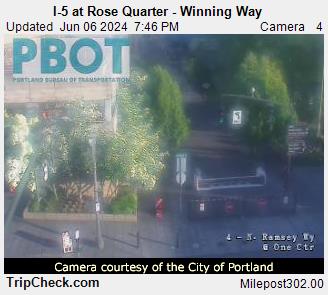 I-5 at Rose Quarter - Winning Way
Updated Jun 06 2024 7:46 PM Camera 4
PBOT
PORTLAND BUREAU OF TRANSPORTATION
4 - N. Ramsey Wy
@ One Ctr
Camera courtesy of the City of Portland
TripCheck.com Milepost302.00